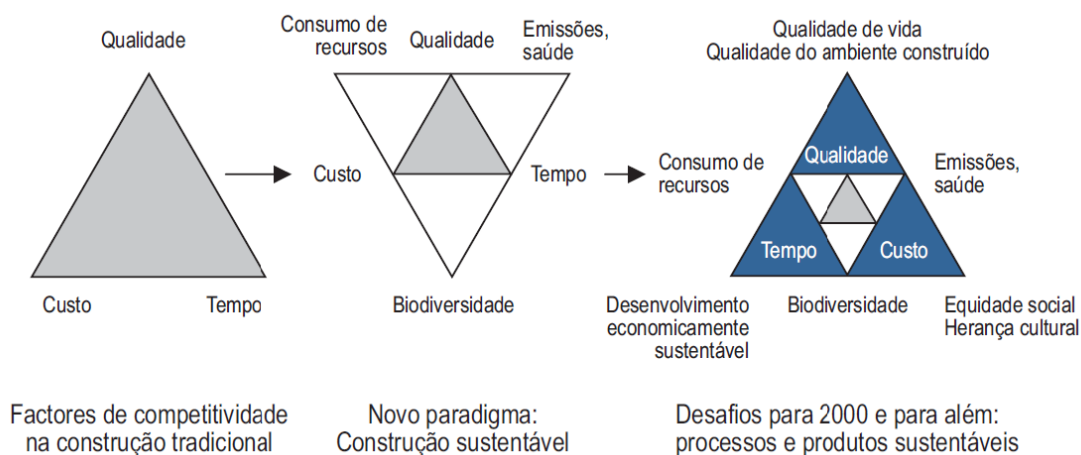 Qualidade
Custo
Tempo
Factores de competitividade
na construção tradicional
Consumo de
recursos
Qualidade
Emissões,
saúde
Custo
Tempo
Biodiversidade
Novo paradigma:
Construção sustentável
Qualidade de vida
Qualidade do ambiente construído
Consumo de
recursos
Qualidade
Emissões,
saúde
Tempo
Custo
Desenvolvimento
economicamente
sustentável
Biodiversidade
Equidade social
Herança cultural
Desafios para 2000 e para além:
processos e produtos sustentáveis